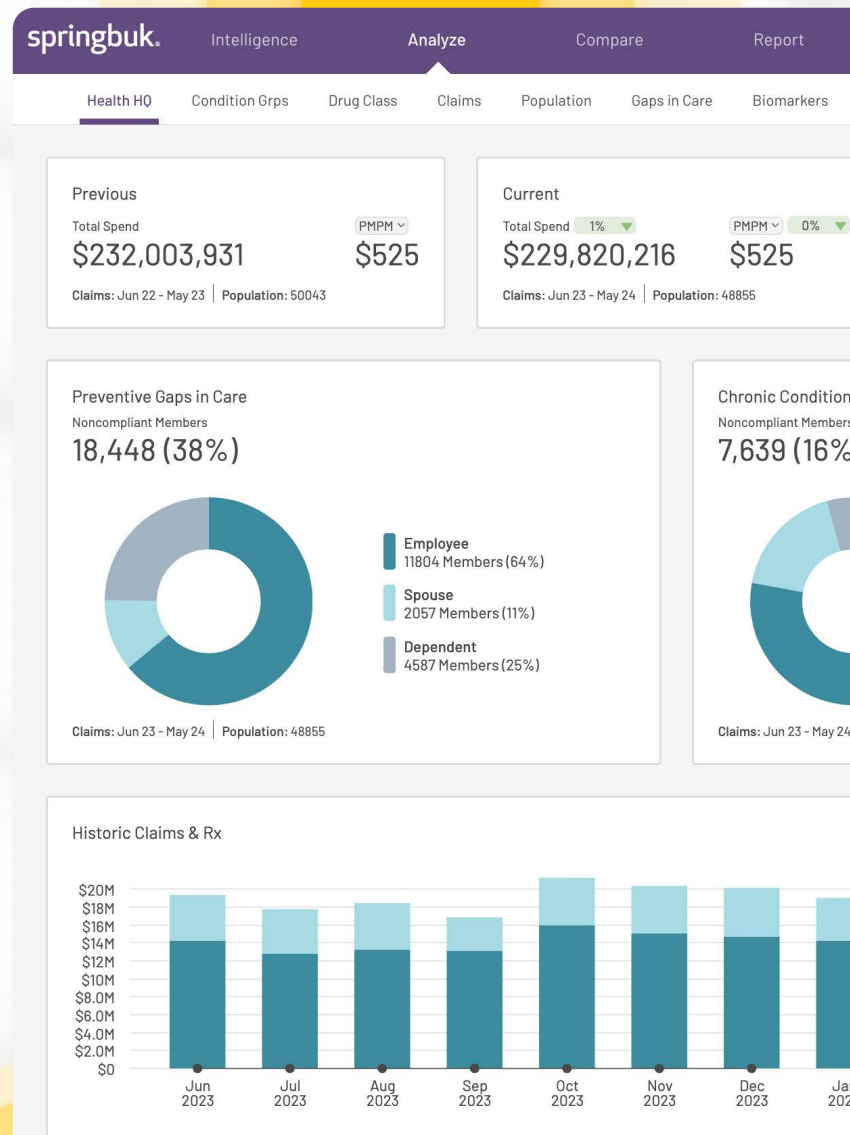 springbuk.
Intelligence
Analyze
Compare
Report
Health HQ
Condition Grps
Drug Class
Claims
Population
Gaps in Care
Biomarkers
Previous
Total Spend
PMPM
$232,003,931
$525
Claims: Jun 22 - May 23 | Population: 50043
Current
Total Spend 1%
PMPM 0%
$229,820,216
$525
Claims: Jun 23 - May 24 | Population: 48855
Preventive Gaps in Care
Noncompliant Members
18,448 (38%)
Employee
11804 Members (64%)
Spouse
2057 Members (11%)
Dependent
4587 Members (25%)
Claims: Jun 23 - May 24 | Population: 48855
Chronic Condition
Noncompliant Members
7,639 (16%
Claims: Jun 23 - May 24
Historic Claims & Rx
$20M
$18M
$16M
$14M
$12M
$10M
$8.0M
$6.0M
$4.0M
$2.0M
$0
Jun
2023
Jul
2023
Aug
2023
Sep
2023
Oct
2023
Nov
2023
Dec
2023